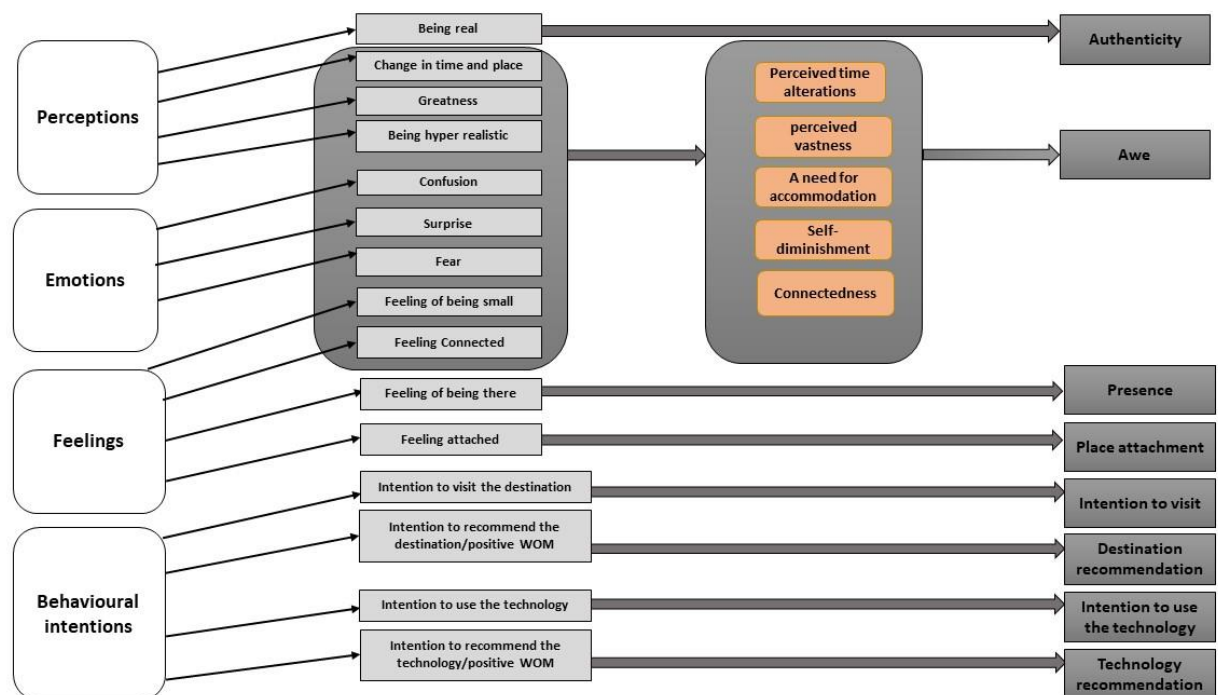 Perceptions
Emotions
Feelings
Behavioural
intentions
Being real
Change in time and place
Greatness
Being hyper realistic
Confusion
Surprise
Fear
Feeling of being small
Feeling Connected
Feeling of being there
Feeling attached
Intention to visit the destination
Intention to recommend the
destination/positive WOM
Intention to use the technology
Intention to recommend the
technology/positive WOM
Perceived time
alterations
perceived
vastness
A need for
accommodation
Self-
diminishment
Connectedness
Authenticity
Awe
Presence
Place attachment
Intention to visit
Destination
recommendation
Intention to use
the technology
Technology
recommendation